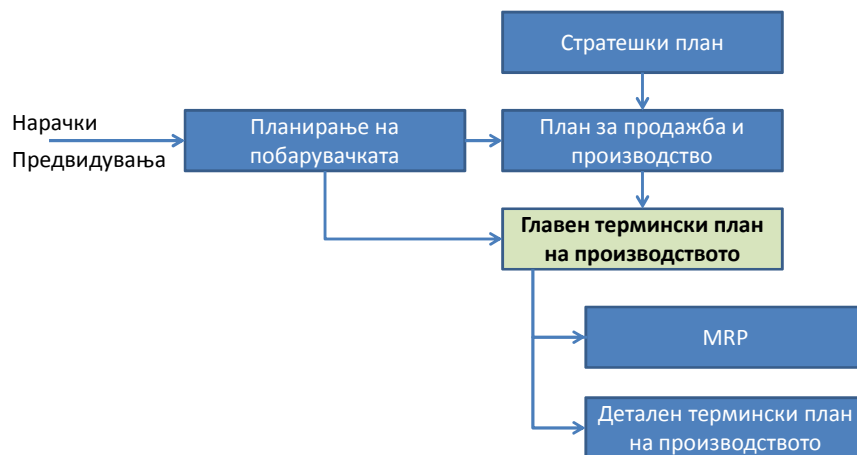 Стратешки план
Нарачки
Предвидувања
Планирање на
побарувачката
План за продажба и
производство
Главен термински план
на производството
MRP
Детален термински план
на производството